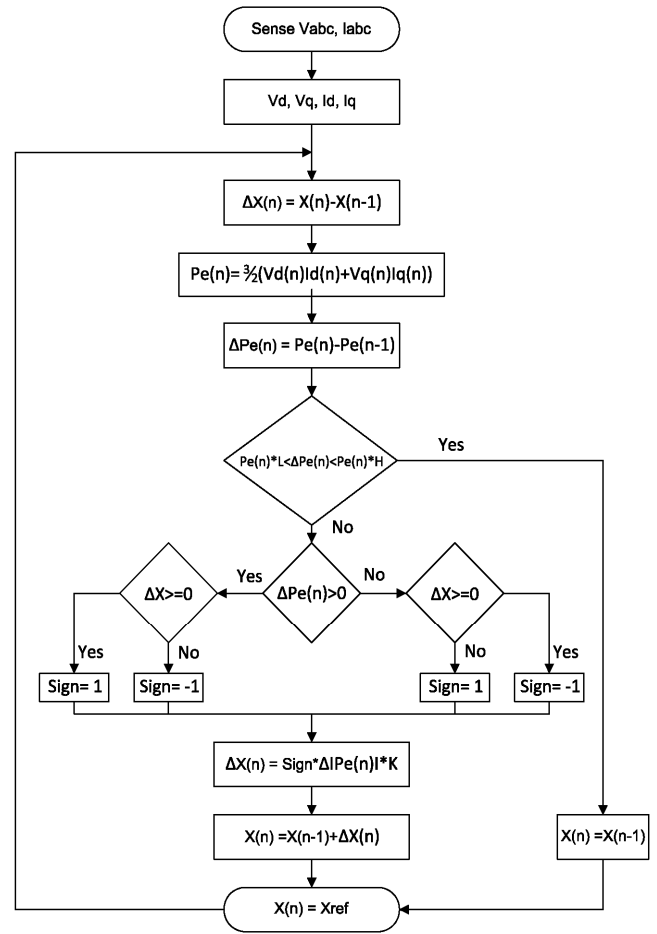 Sense Vabc, Iabc
Vd, Vq, Id, Iq
ΔX(n) = X(n)-X(n-1)
Pe(n)= ³⁄₂(Vd(n)Id(n)+Vq(n)Iq(n))
ΔPe(n) = Pe(n)-Pe(n-1)
Pe(n)*L<ΔPe(n)<Pe(n)*H
Yes
No
ΔX>=0
Yes
ΔPe(n)>0
No
ΔX>=0
Yes
No
No
Yes
Sign= 1
Sign= -1
Sign= 1
Sign= -1
ΔX(n) = Sign*ΔIPe(n)I*K
X(n) =X(n-1)+ΔX(n)
X(n) =X(n-1)
X(n) = Xref